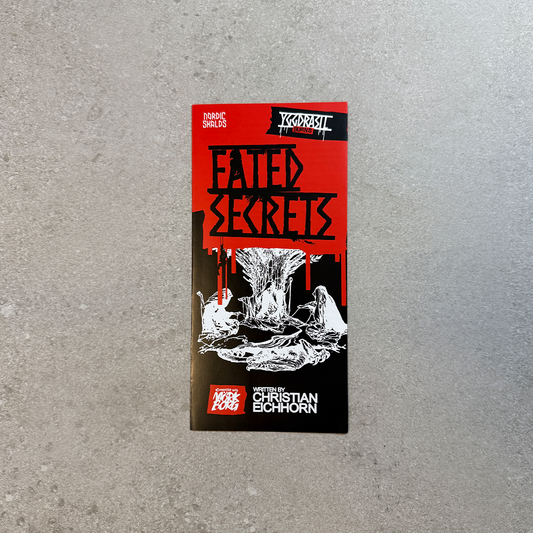 NORDIC
SKALDS
YGGDRASIL
FATED
SECRETS
MÖRK
BORG
WRITTEN BY
CHRISTIAN
EICHHORN